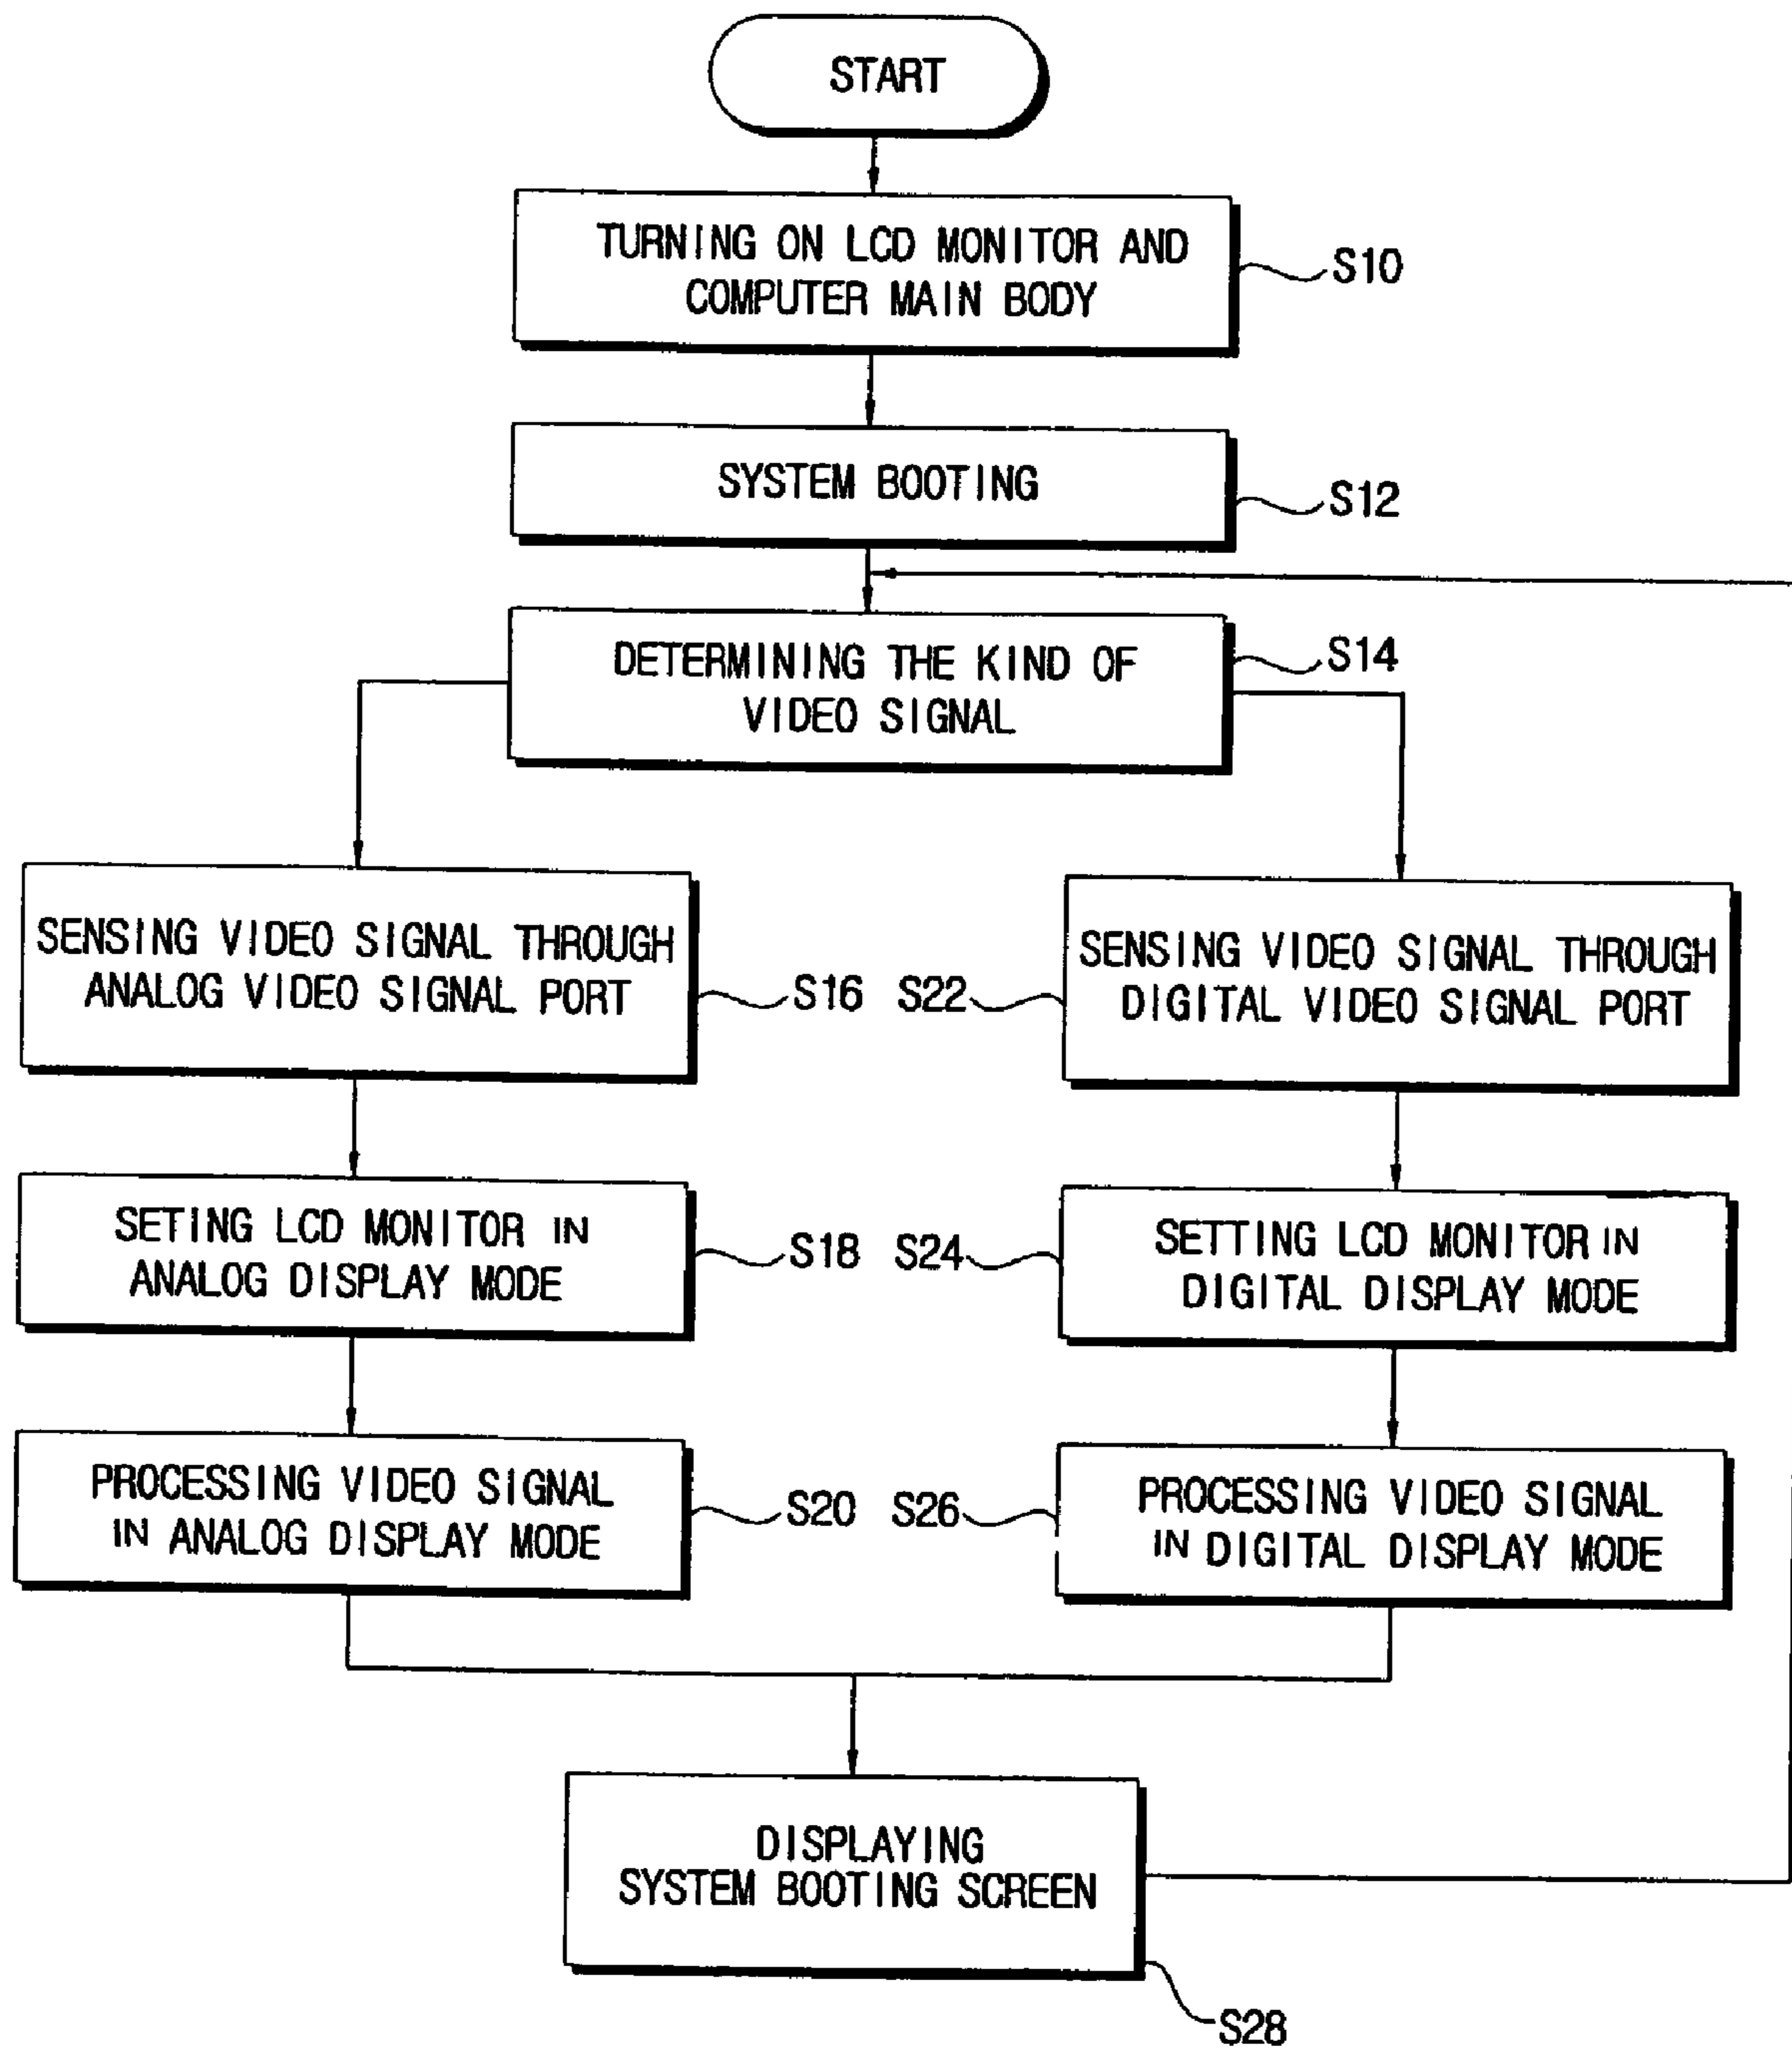 START
TURNING ON LCD MONITOR AND
COMPUTER MAIN BODY
S10
SYSTEM BOOTING
S12
DETERMINING THE KIND OF
VIDEO SIGNAL
S14
SENSING VIDEO SIGNAL THROUGH
ANALOG VIDEO SIGNAL PORT
S16
S22
SENSING VIDEO SIGNAL THROUGH
DIGITAL VIDEO SIGNAL PORT
SETING LCD MONITOR IN
ANALOG DISPLAY MODE
S18
S24
SETTING LCD MONITOR IN
DIGITAL DISPLAY MODE
PROCESSING VIDEO SIGNAL
IN ANALOG DISPLAY MODE
S20
S26
PROCESSING VIDEO SIGNAL
IN DIGITAL DISPLAY MODE
DISPLAYING
SYSTEM BOOTING SCREEN
S28